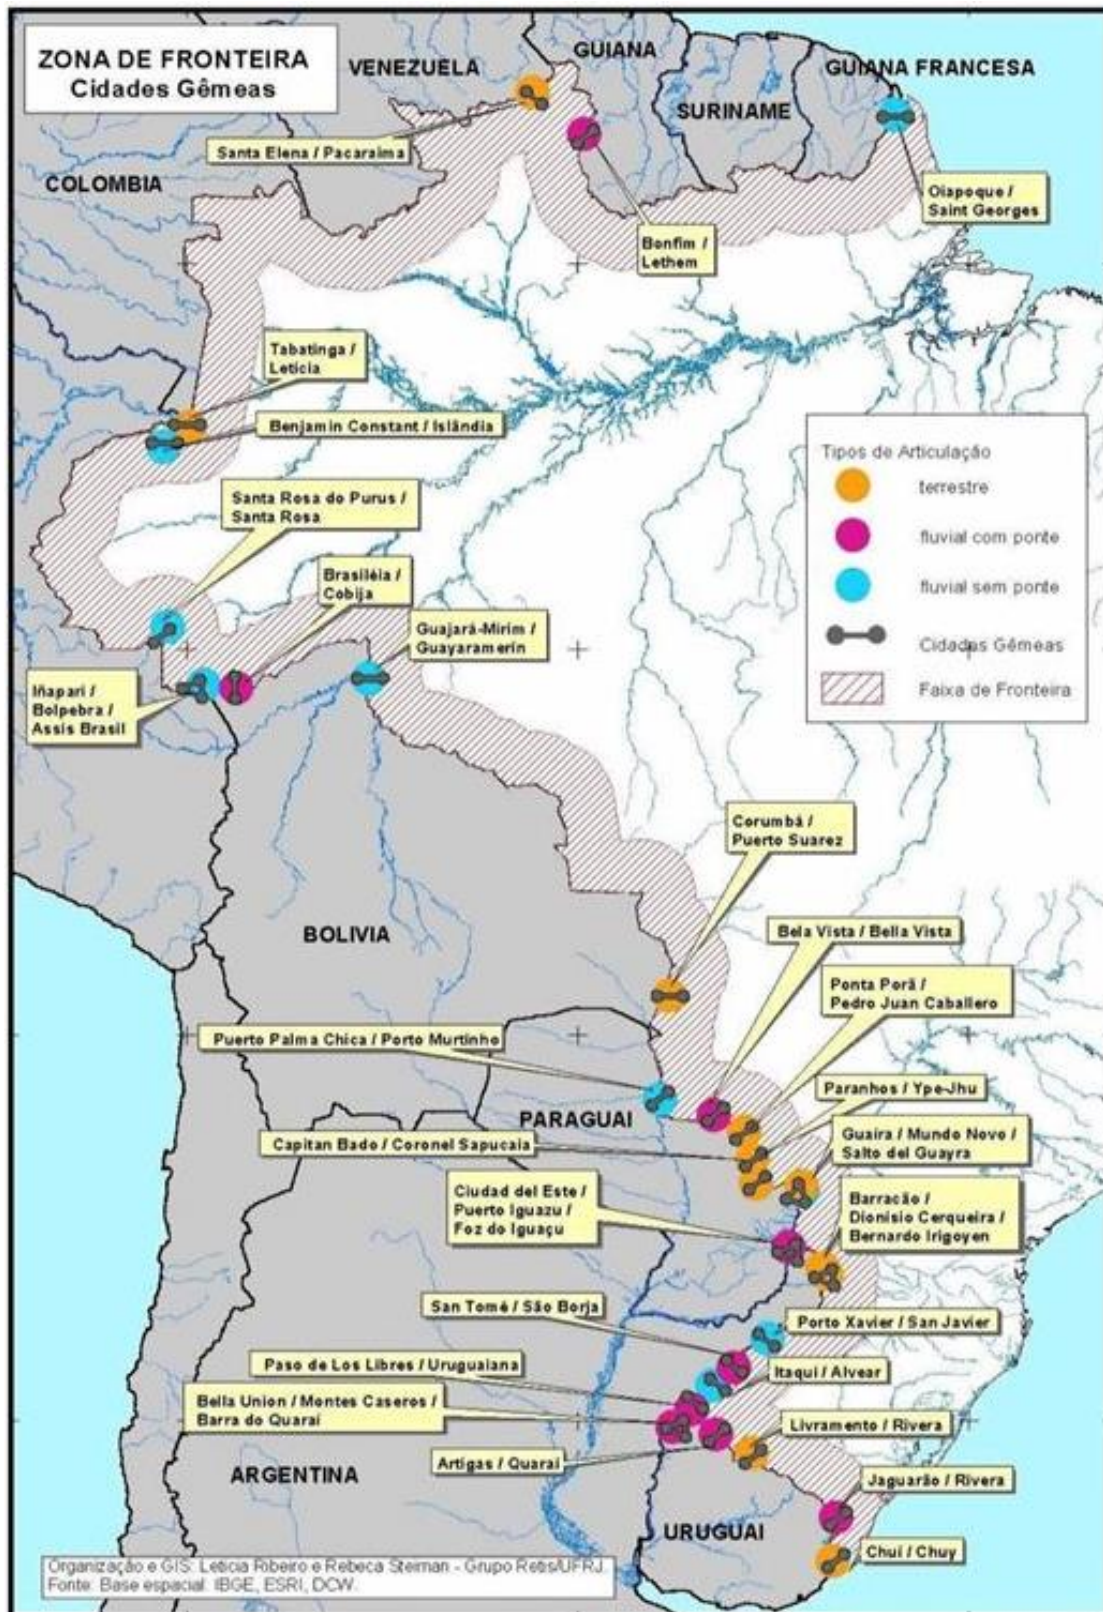 ZONA DE FRONTEIRA
Cidades Gêmeas
VENEZUELA
GUIANA
GUIANA FRANCESA
SURINAME
COLOMBIA
Santa Elena / Pacaraima
Oiapoque /
Saint Georges
Bonfim /
Lethem
Tabatinga /
Letícia
Benjamin Constant / Islândia
Santa Rosa do Purus /
Santa Rosa
Brasiléia /
Cobija
Guajará-Mirim /
Guayaramerín
Iñapari /
Bolpebra /
Assis Brasil
Tipos de Articulação
terrestre
fluvial com ponte
fluvial sem ponte
Cidades Gêmeas
Faixa de Fronteira
Corumbá /
Puerto Suarez
BOLIVIA
Bela Vista / Bella Vista
Ponta Porã /
Pedro Juan Caballero
Puerto Palma Chica / Porto Murtinho
Paranhos / Ype-Jhu
PARAGUAI
Capitan Bado / Coronel Sapucaia
Guaira / Mundo Novo /
Salto del Guayra
Ciudad del Este /
Puerto Iguazu /
Foz do Iguaçu
Barracão /
Dionisio Cerqueira /
Bernardo Irigoyen
San Tomé / São Borja
Porto Xavier / San Javier
Paso de Los Libres / Uruguaiana
Itaqui / Alvear
Bella Union / Montes Caseros /
Barra do Quaraí
Livramento / Rivera
Artigas / Quaraí
ARGENTINA
Jaguarão / Rivera
URUGUAI
Chuí / Chuy
Organização e GIS: Letícia Ribeiro e Rebeca Steiman - Grupo Retis/UFRJ.
Fonte: Base espacial: IBGE, ESRI, DCW.